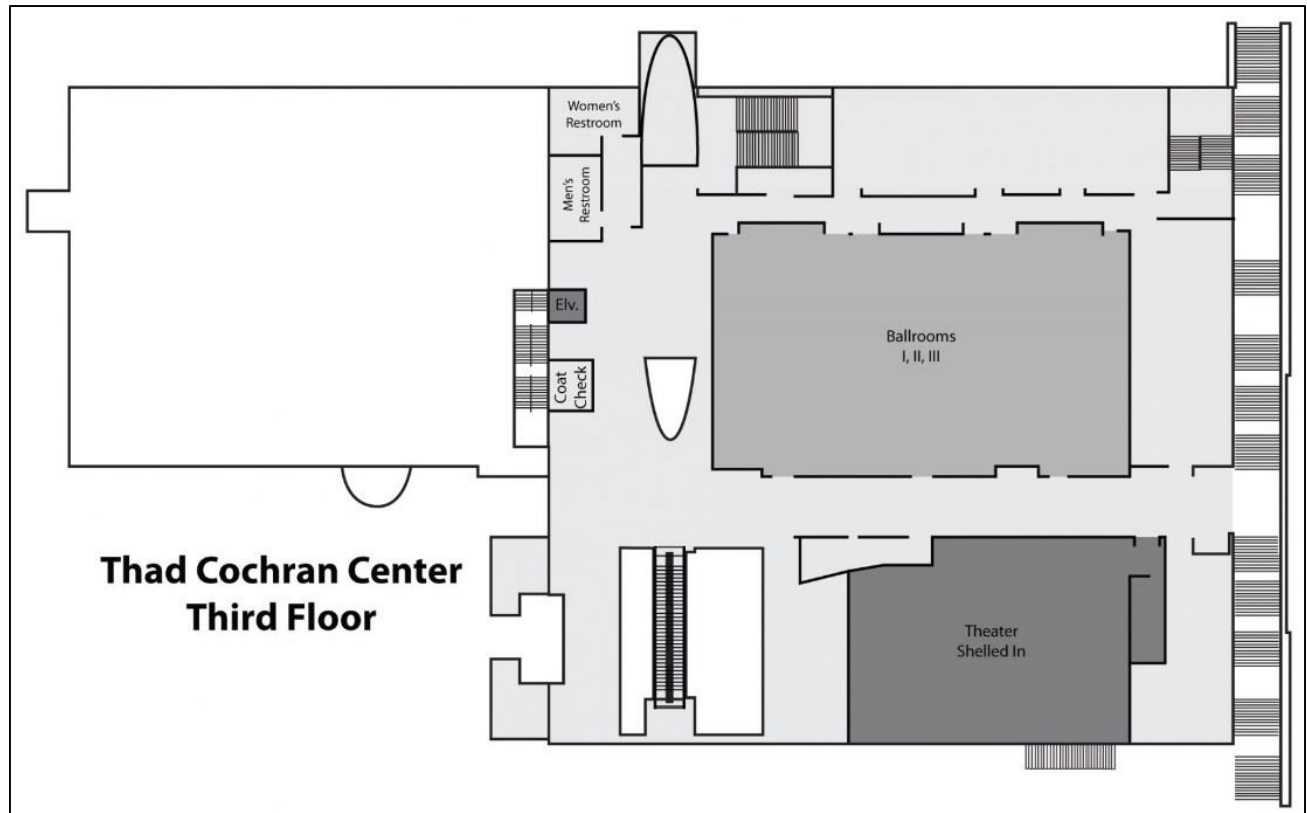 Women's
Restroom
Men's
Restroom
Elv.
Coat
Check
Ballrooms
I, II, III
Thad Cochran Center
Third Floor
Theater
Shelled In